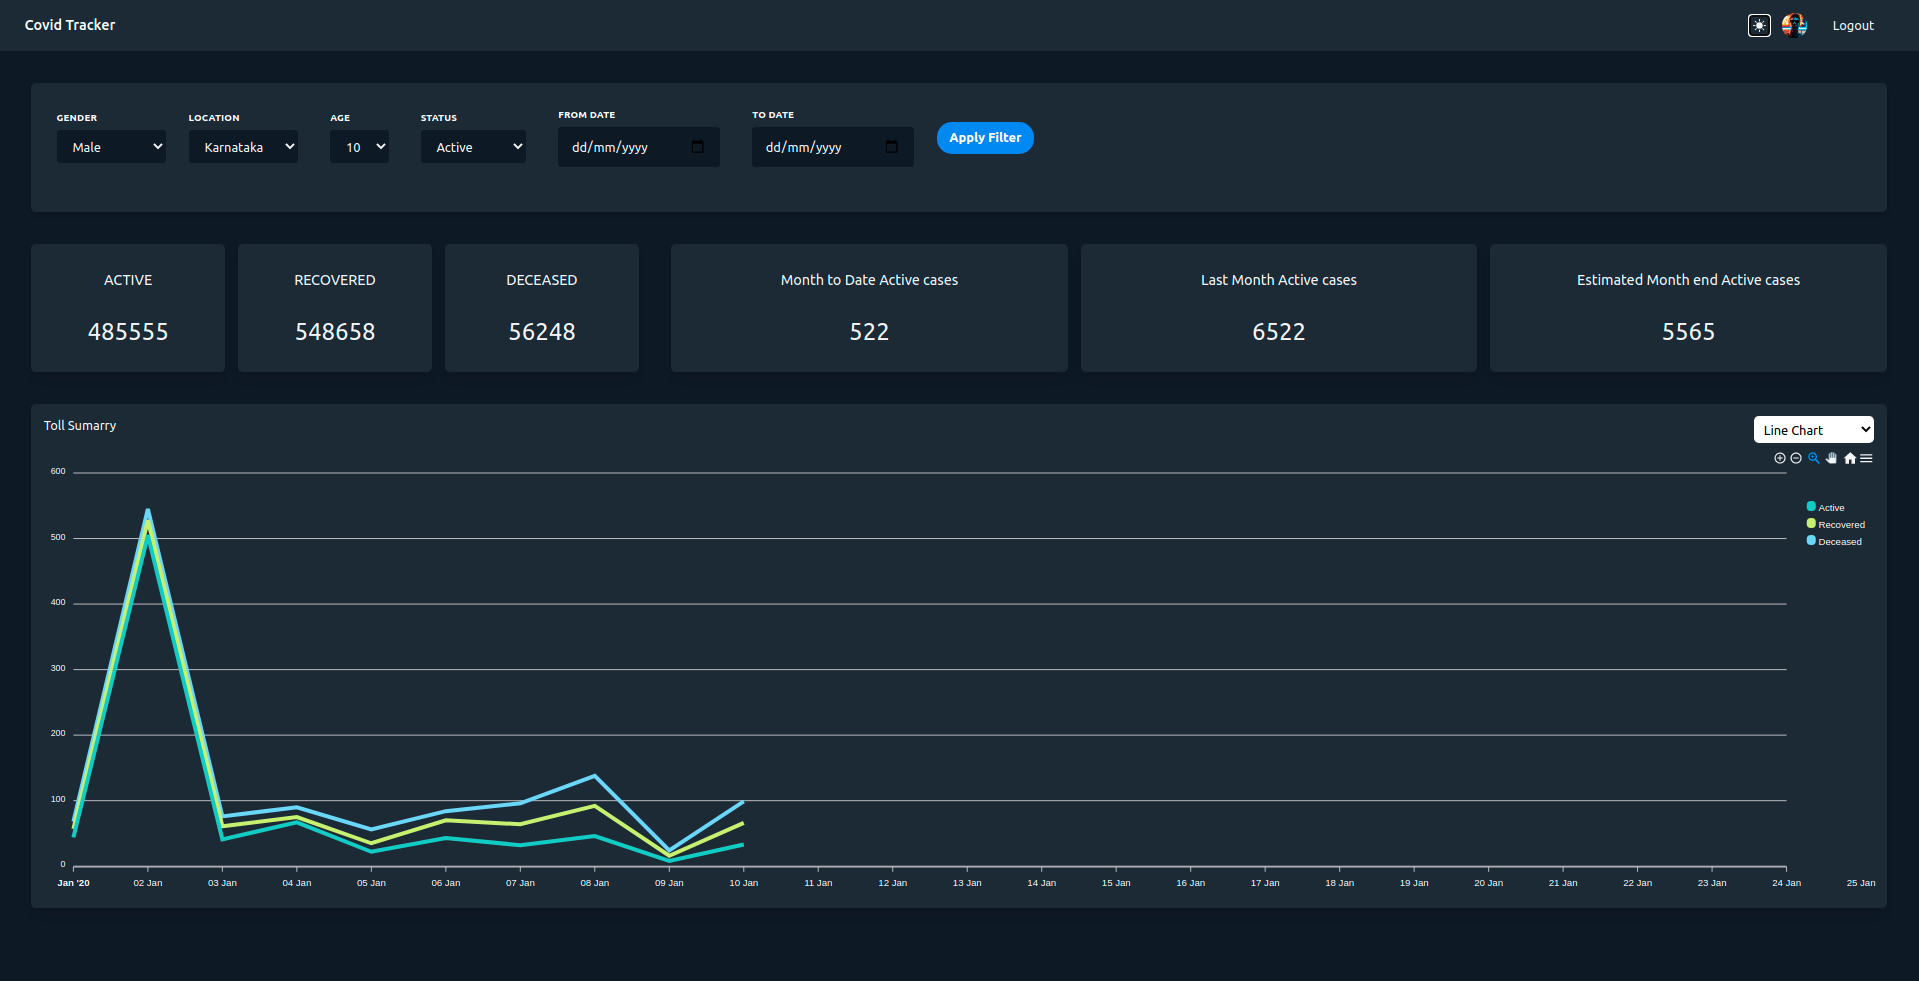 Covid Tracker
Logout
GENDER
LOCATION
AGE
STATUS
FROM DATE
TO DATE
Male
Karnataka
10
Active
dd/mm/yyyy
dd/mm/yyyy
Apply Filter
ACTIVE
485555
RECOVERED
548658
DECEASED
56248
Month to Date Active cases
522
Last Month Active cases
6522
Estimated Month end Active cases
5565
Toll Sumarry
Line Chart
600
500
400
300
200
100
0
Active
Recovered
Deceased
Jan '20
02 Jan
03 Jan
04 Jan
05 Jan
06 Jan
07 Jan
08 Jan
09 Jan
10 Jan
11 Jan
12 Jan
13 Jan
14 Jan
15 Jan
16 Jan
17 Jan
18 Jan
19 Jan
20 Jan
21 Jan
22 Jan
23 Jan
24 Jan
25 Jan